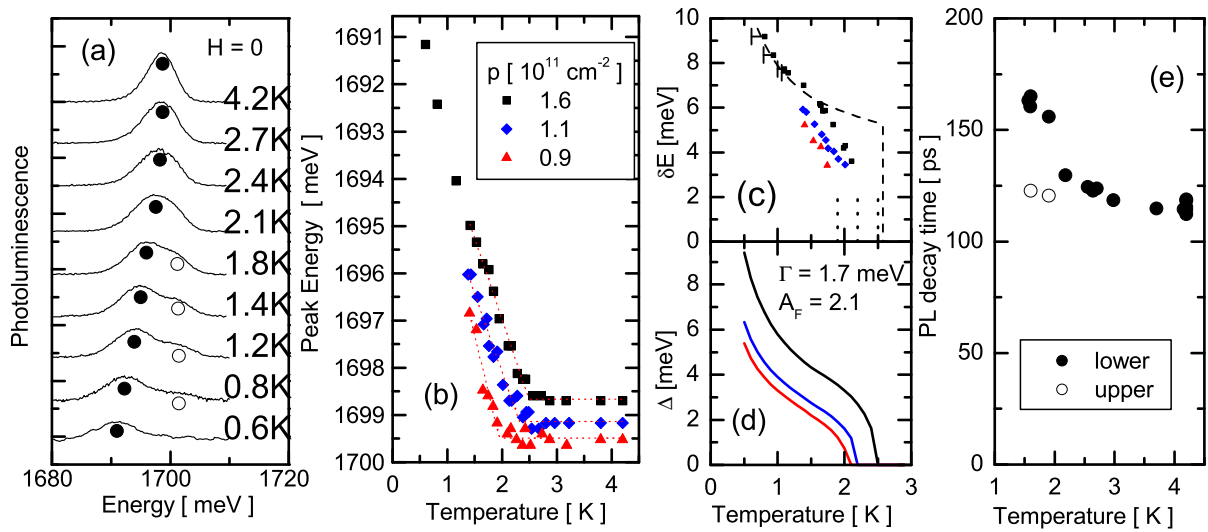 (a)
H = 0
4.2K
2.7K
2.4K
2.1K
1.8K
1.4K
1.2K
0.8K
0.6K
Photoluminescence
1680
1700
1720
Energy [ meV]
1691
1692
1693
1694
1695
1696
1697
1698
1699
1700
Peak Energy [ meV]
p [ 10¹¹ cm⁻² ]
1.6
1.1
0.9
(b)
0
1
2
3
4
Temperature [ K ]
10
8
6
4
2
0
δE [meV]
(c)
8
6
4
2
0
Δ [meV]
Γ = 1.7 meV
A_F = 2.1
(d)
0
1
2
3
Temperature [ K ]
200
150
100
50
0
PL decay time [ ps]
(e)
lower
upper
0
1
2
3
4
Temperature [ K ]